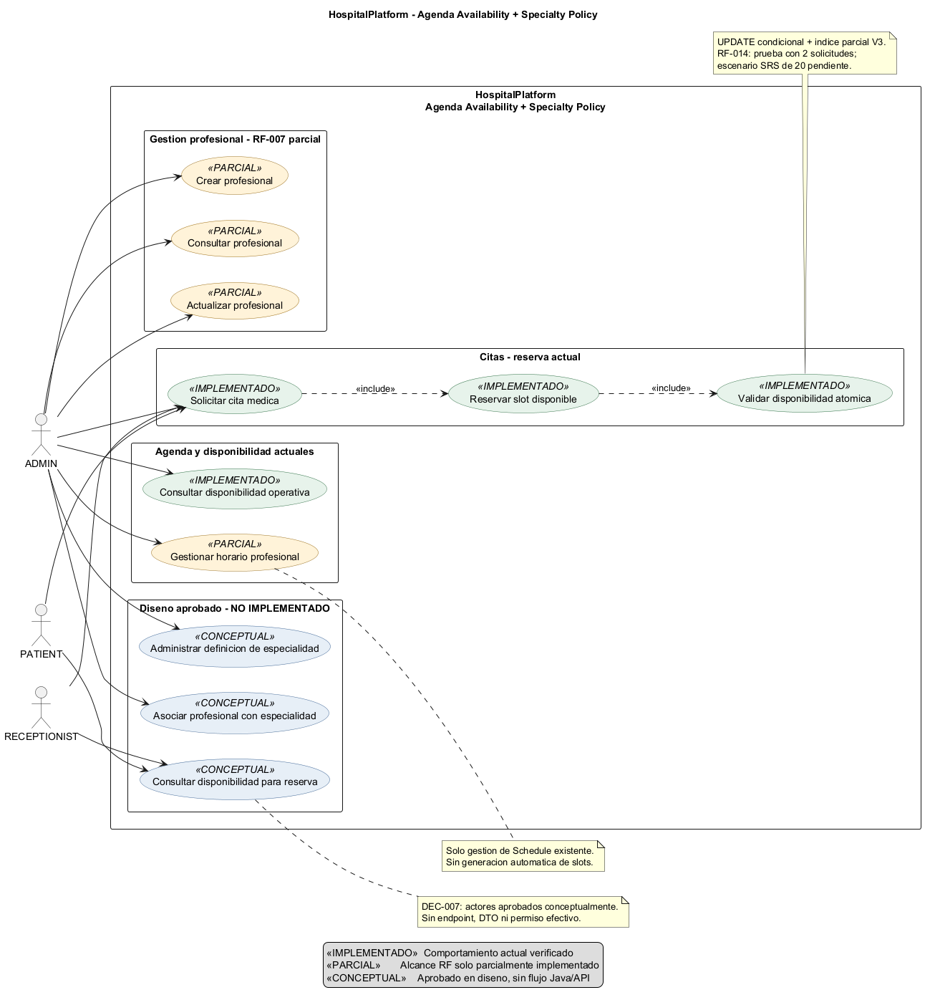 HospitalPlatform - Agenda Availability + Specialty Policy
UPDATE condicional + indice parcial V3.
RF-014: prueba con 2 solicitudes;
escenario SRS de 20 pendiente.
HospitalPlatform
Agenda Availability + Specialty Policy
Gestion profesional - RF-007 parcial
«PARCIAL»
Crear profesional
«PARCIAL»
Consultar profesional
«PARCIAL»
Actualizar profesional
Citas - reserva actual
«IMPLEMENTADO»
Solicitar cita medica
«include»
«IMPLEMENTADO»
Reservar slot disponible
«include»
«IMPLEMENTADO»
Validar disponibilidad atomica
ADMIN
Agenda y disponibilidad actuales
«IMPLEMENTADO»
Consultar disponibilidad operativa
«PARCIAL»
Gestionar horario profesional
PATIENT
RECEPTIONIST
Diseno aprobado - NO IMPLEMENTADO
«CONCEPTUAL»
Administrar definicion de especialidad
«CONCEPTUAL»
Asociar profesional con especialidad
«CONCEPTUAL»
Consultar disponibilidad para reserva
Solo gestion de Schedule existente.
Sin generacion automatica de slots.
DEC-007: actores aprobados conceptualmente.
Sin endpoint, DTO ni permiso efectivo.
«IMPLEMENTADO» Comportamiento actual verificado
«PARCIAL» Alcance RF solo parcialmente implementado
«CONCEPTUAL» Aprobado en diseno, sin flujo Java/API